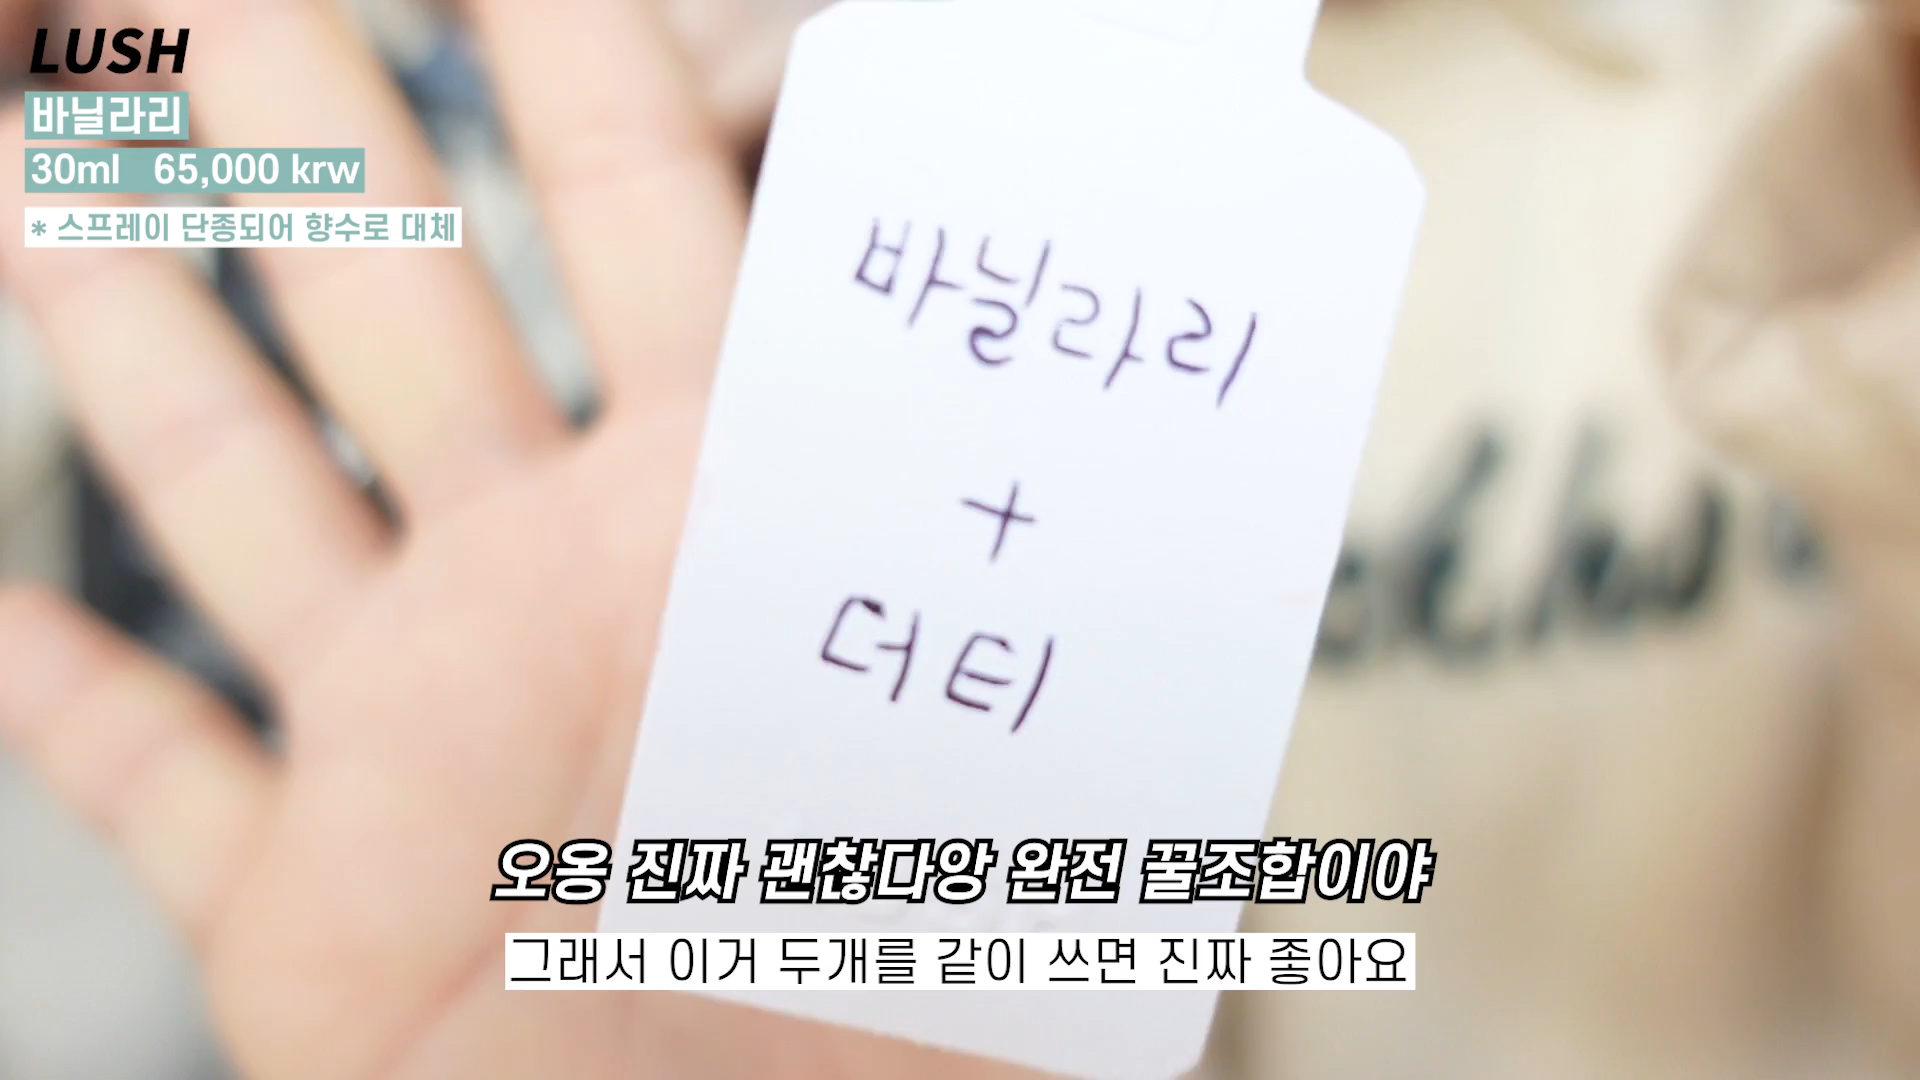 LUSH
바닐라리
30ml 65,000 krw
* 스프레이 단종되어 향수로 대체
바닐라리
+
더티
오옹 진짜 괜찮다앙 완전 꿀조합이야
그래서 이거 두개를 같이 쓰면 진짜 좋아요